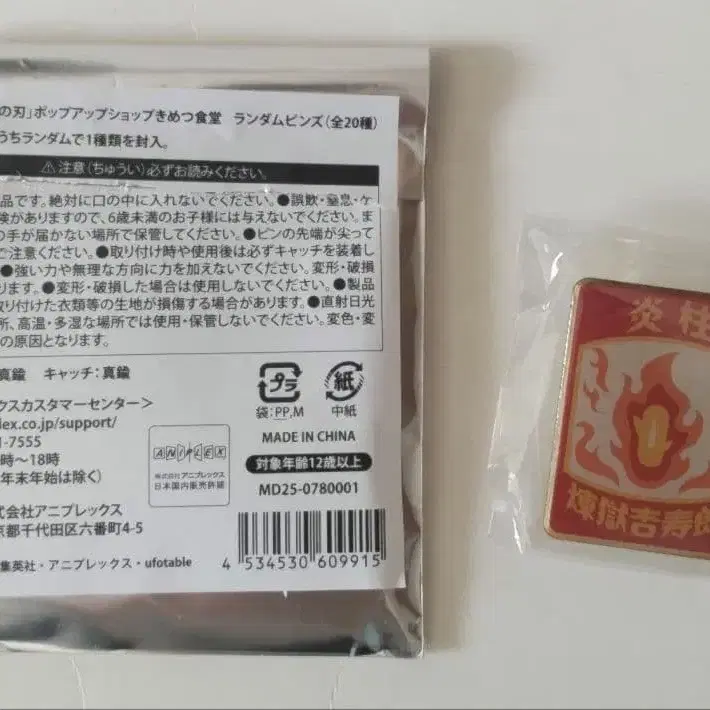 の刃」ポップアップショップきめつ食堂 ランダムピンズ(全20種)
うちランダムで1種類を封入。
⚠注意(ちゅうい)必ずお読みください。
品です。絶対に口の中に入れないでください。●誤飲・窒息・ケ
険がありますので、6歳未満のお子様には与えないでください。ま
の手が届かない場所で保管してください。●ピンの先端が尖って
でご注意ください。●取り付け時や使用後は必ずキャッチを装着し
●強い力や無理な方向に力を加えないでください。変形・破損
ります。●変形・破損した場合は使用しないでください。●製品
取り付けた衣類等の生地が損傷する場合があります。●直射日光
所、高温・多湿な場所では使用・保管しないでください。変色・変
の原因となります。
真鍮 キャッチ:真鍮
クスカスタマーセンター>
lex.co.jp/support/
1-7555
時〜18時
年末年始は除く)
式会社アニプレックス
京都千代田区六番町4-5
集英社・アニプレックス・ufotable
プラ
袋:PP,M
紙
中紙
MADE IN CHINA
対象年齢12歳以上
MD25-0780001
ANIPLEX
株式会社アニプレックス
日本国内販売許諾
4 534530 609915
炎柱
煉獄杏寿郎